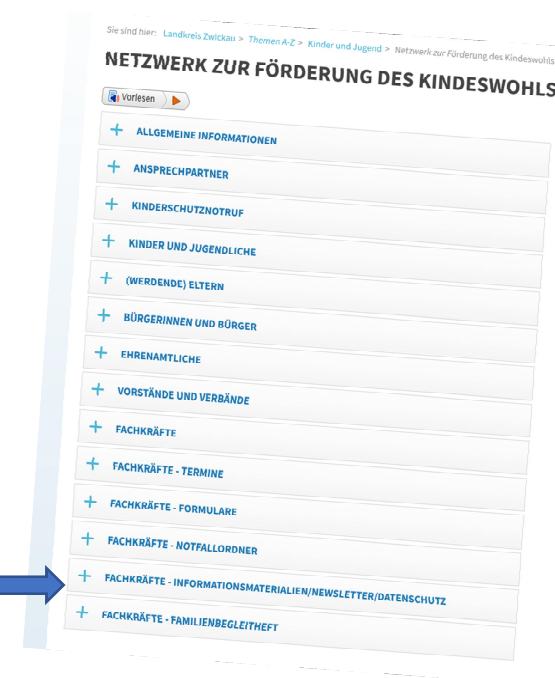 Sie sind hier: Landkreis Zwickau > Themen A-Z > Kinder und Jugend > Netzwerk zur Förderung des Kindeswohls
NETZWERK ZUR FÖRDERUNG DES KINDESWOHLS
Vorlesen
ALLGEMEINE INFORMATIONEN
ANSPRECHPARTNER
KINDERSCHUTZNOTRUF
KINDER UND JUGENDLICHE
(WERDENDE) ELTERN
BÜRGERINNEN UND BÜRGER
EHRENAMTLICHE
VORSTÄNDE UND VERBÄNDE
FACHKRÄFTE
FACHKRÄFTE - TERMINE
FACHKRÄFTE - FORMULARE
FACHKRÄFTE - NOTFALLORDNER
FACHKRÄFTE - INFORMATIONSMATERIALIEN/NEWSLETTER/DATENSCHUTZ
FACHKRÄFTE - FAMILIENBEGLEITHEFT